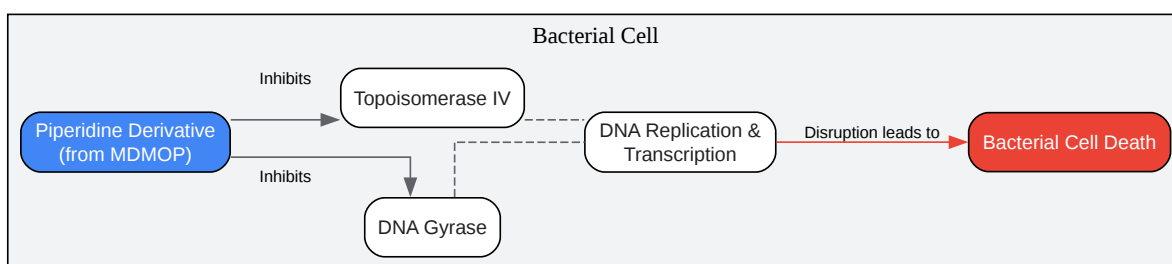 Bacterial Cell
Inhibits
Topoisomerase IV
Piperidine Derivative
(from MDMOP)
DNA Replication &
Transcription
Disruption leads to
Bacterial Cell Death
Inhibits
DNA Gyrase